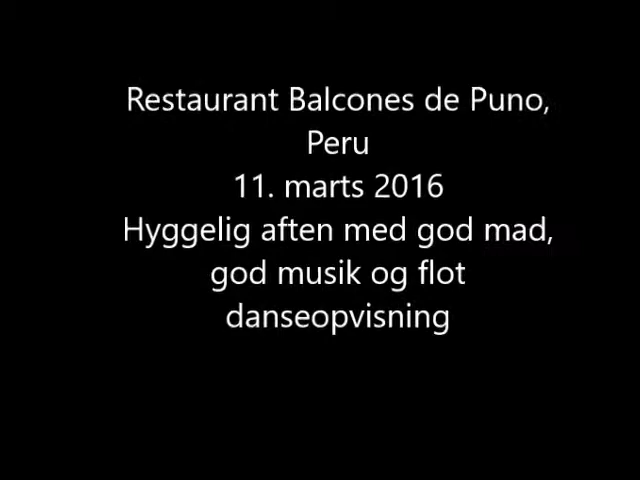 Restaurant Balcones de Puno,
Peru
11. marts 2016
Hyggelig aften med god mad,
god musik og flot
danseopvisning